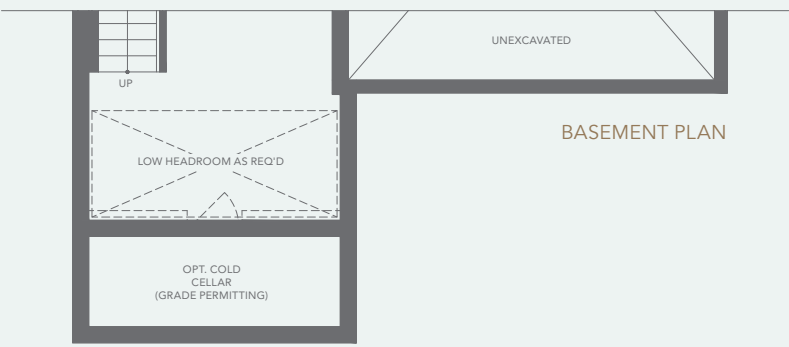 UNEXCAVATED
UP
BASEMENT PLAN
LOW HEADROOM AS REQ'D
OPT. COLD
CELLAR
(GRADE PERMITTING)